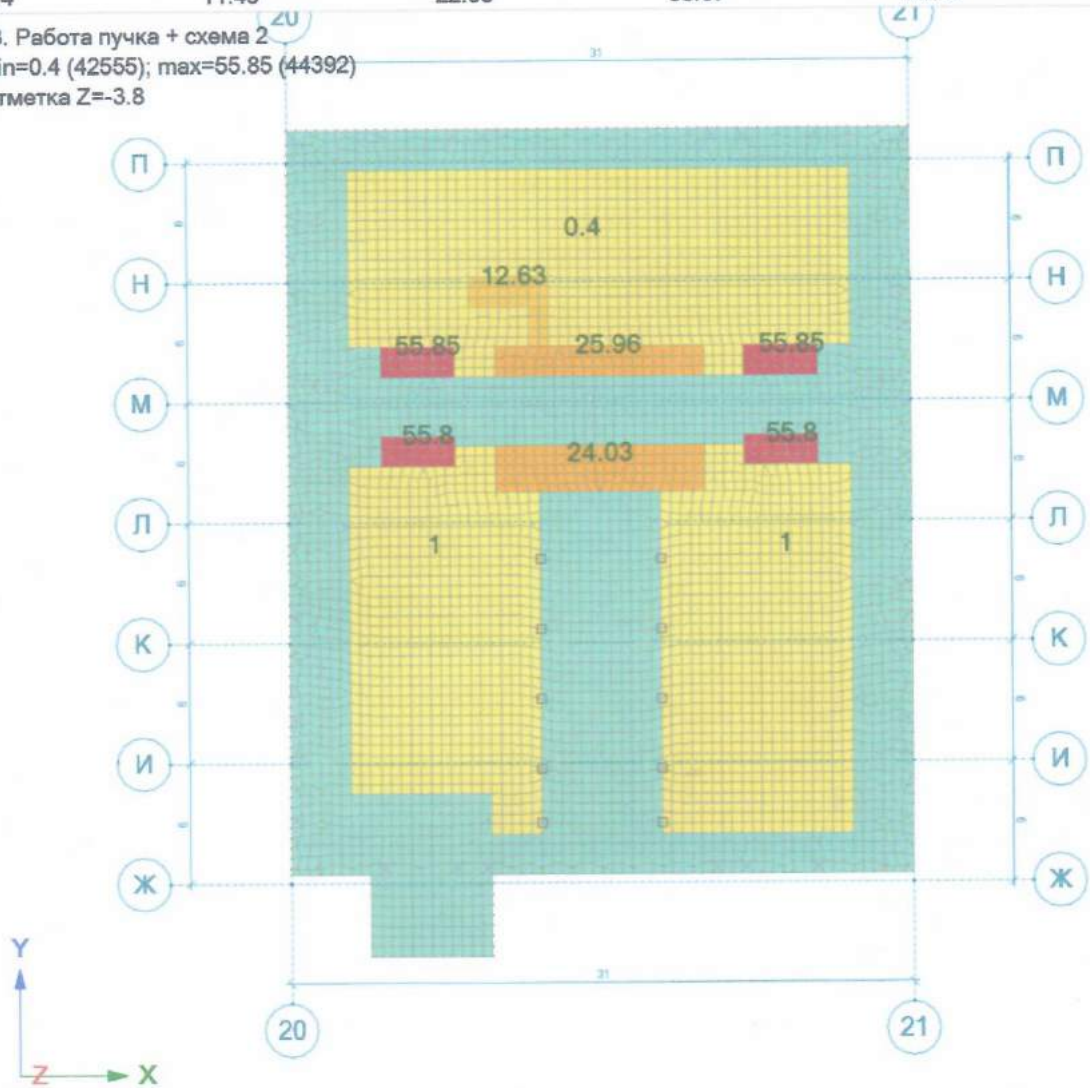 20
21
. Работа пучка + схема 2
in=0.4 (42555); max=55.85 (44392)
тметка Z=-3.8
31
П
П
0.4
Н
12.63
Н
55.85
25.96
55.85
М
М
55.8
24.03
55.8
Л
Л
1
1
К
К
И
И
Ж
Ж
Y
31
20
21
Z
X